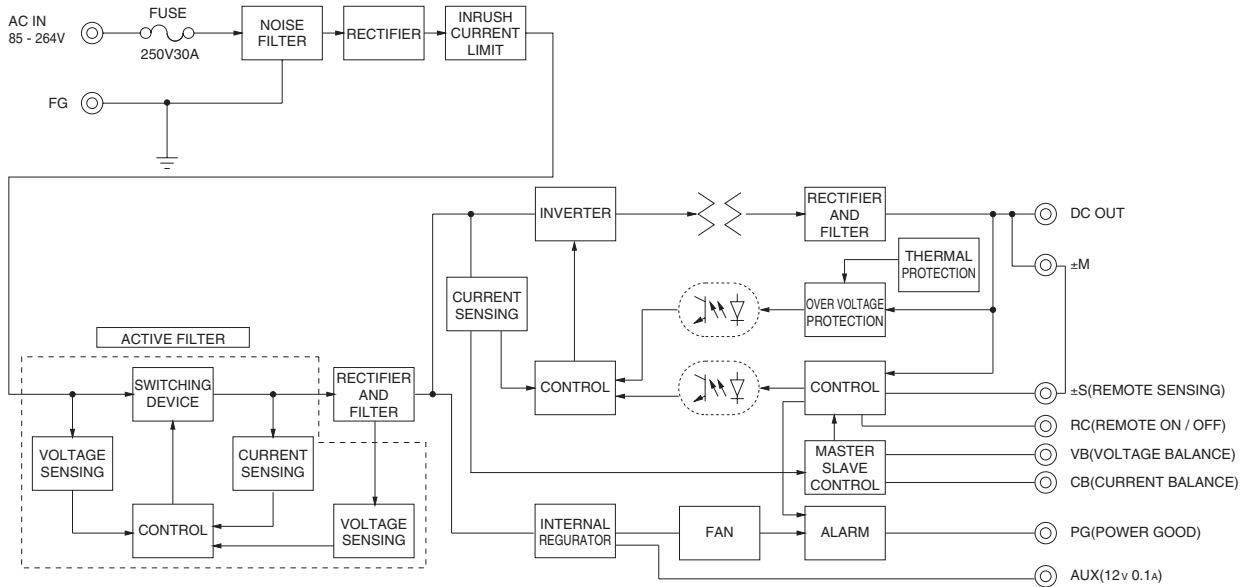 AC IN
85 - 264V
FUSE
250V30A
NOISE
FILTER
RECTIFIER
INRUSH
CURRENT
LIMIT
FG
INVERTER
RECTIFIER
AND
FILTER
DC OUT
THERMAL
PROTECTION
±M
CURRENT
SENSING
OVER VOLTAGE
PROTECTION
ACTIVE FILTER
SWITCHING
DEVICE
RECTIFIER
AND
FILTER
CONTROL
CONTROL
±S(REMOTE SENSING)
RC(REMOTE ON / OFF)
VOLTAGE
SENSING
CURRENT
SENSING
MASTER
SLAVE
CONTROL
VB(VOLTAGE BALANCE)
CB(CURRENT BALANCE)
CONTROL
VOLTAGE
SENSING
INTERNAL
REGURATOR
FAN
ALARM
PG(POWER GOOD)
AUX(12V 0.1A)